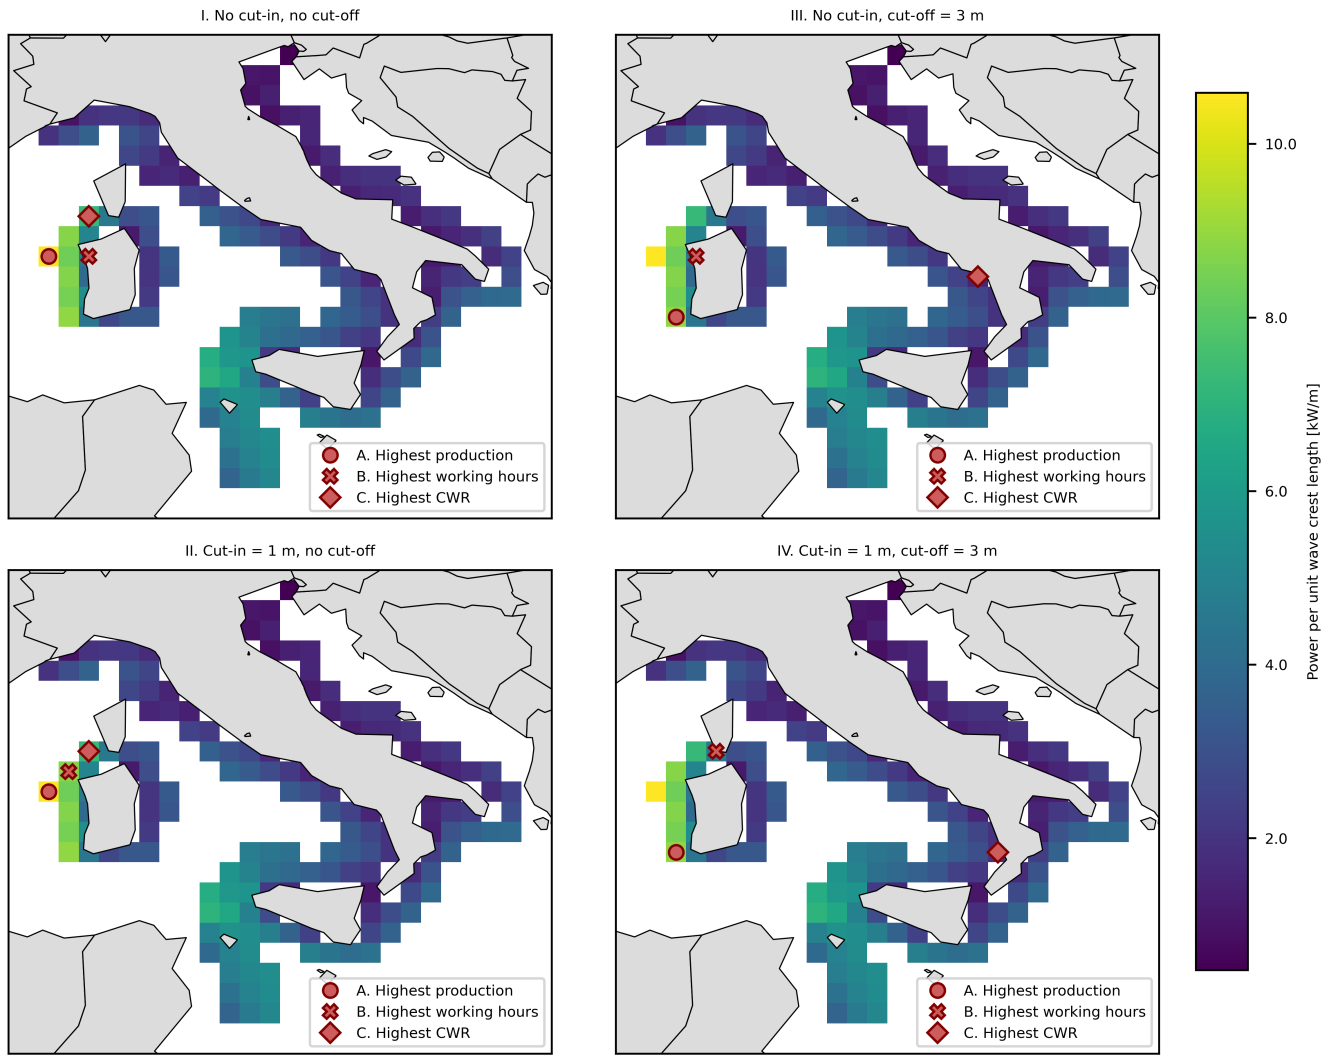 I. No cut-in, no cut-off
A. Highest production
B. Highest working hours
C. Highest CWR
III. No cut-in, cut-off = 3 m
A. Highest production
B. Highest working hours
C. Highest CWR
II. Cut-in = 1 m, no cut-off
A. Highest production
B. Highest working hours
C. Highest CWR
IV. Cut-in = 1 m, cut-off = 3 m
A. Highest production
B. Highest working hours
C. Highest CWR
10.0
8.0
6.0
4.0
2.0
Power per unit wave crest length [kW/m]